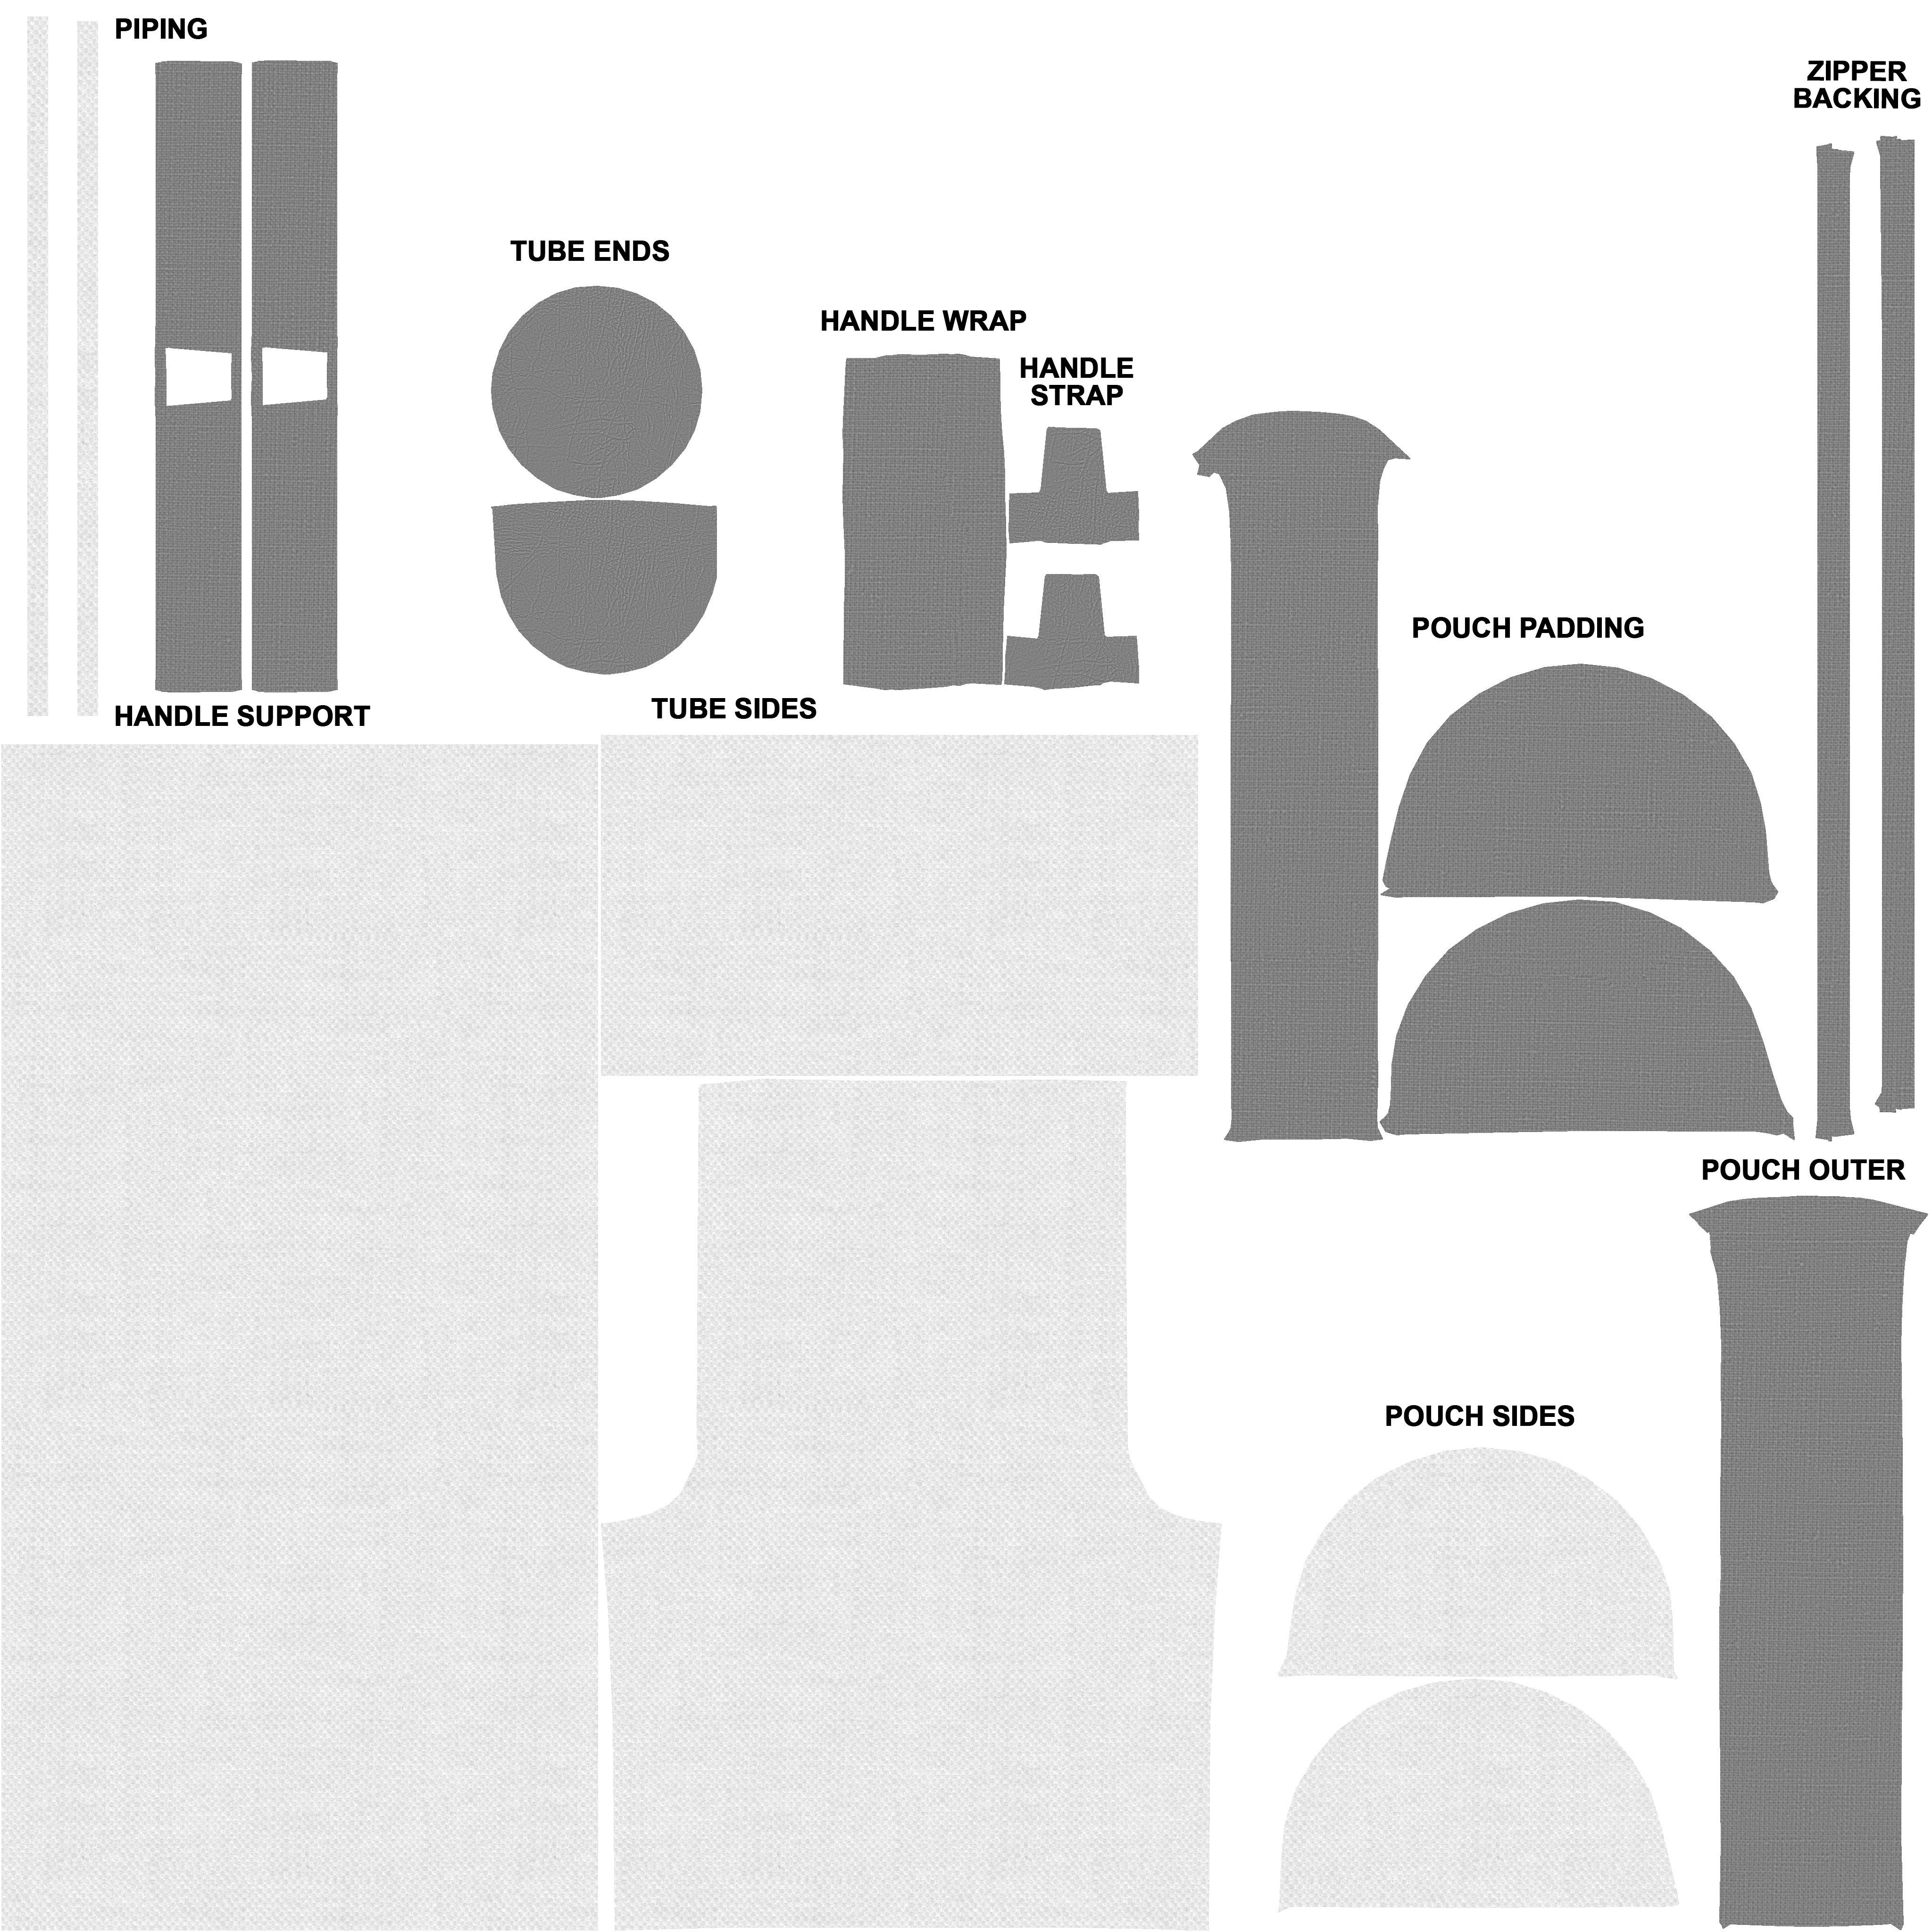 PIPING
ZIPPER
BACKING
TUBE ENDS
HANDLE WRAP
HANDLE
STRAP
POUCH PADDING
HANDLE SUPPORT
TUBE SIDES
POUCH OUTER
POUCH SIDES